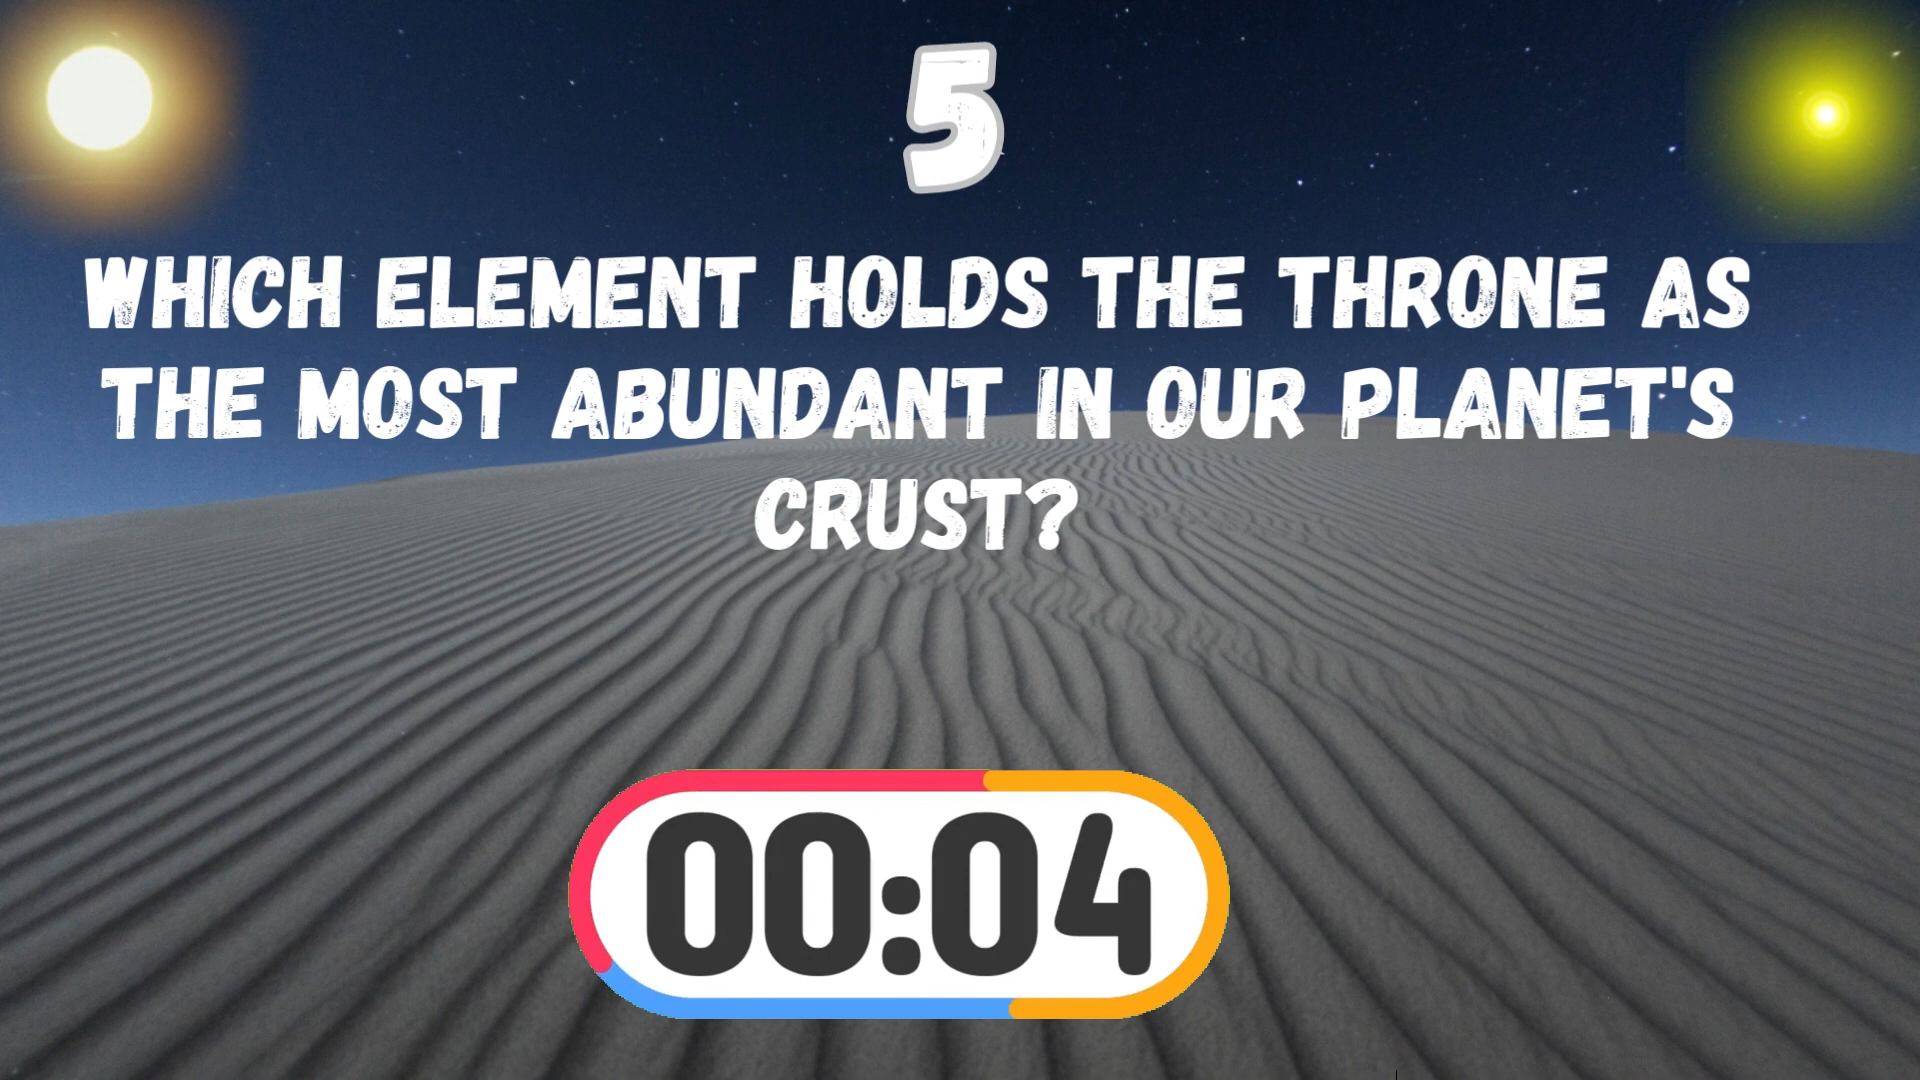 5
WHICH ELEMENT HOLDS THE THRONE AS
THE MOST ABUNDANT IN OUR PLANET'S
CRUST?
00:04